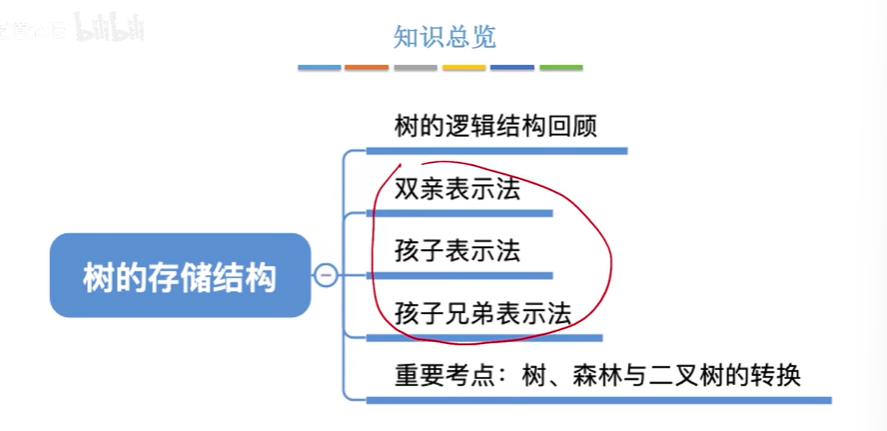 bilibili
知识总览
树的逻辑结构回顾
双亲表示法
孩子表示法
树的存储结构
孩子兄弟表示法
重要考点：树、森林与二叉树的转换